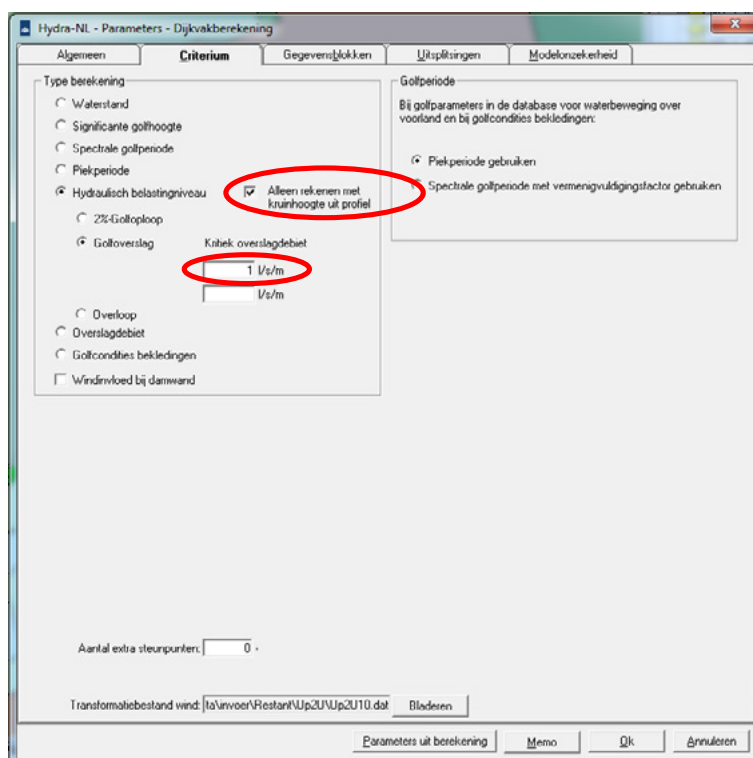 Hydra-NL - Parameters - Dijkvakberekening
Algemeen
Criterium
Gegevensblokken
Uitsplitsingen
Modelonzekerheid
Type berekening
Waterstand
Significante golfhoogte
Spectrale golfperiode
Piekperiode
Hydraulisch belastingniveau
Alleen rekenen met
kruinhoogte uit profiel
2%-Golfoploop
Golfoverslag
Kritiek overslagdebiet
1 l/s/m
l/s/m
Overloop
Overslagdebiet
Golfcondities bekledingen
Windinvloed bij damwand
Golfperiode
Bij golfparameters in de database voor waterbeweging over
voorland en bij golfcondities bekledingen:
Piekperiode gebruiken
Spectrale golfperiode met vermenigvuldigingsfactor gebruiken
Aantal extra steunpunten: 0 -
Transformatiebestand wind: ta\invoer\Restant\Up2U\Up2U10.dat Bladeren
Parameters uit berekening Memo Ok Annuleren